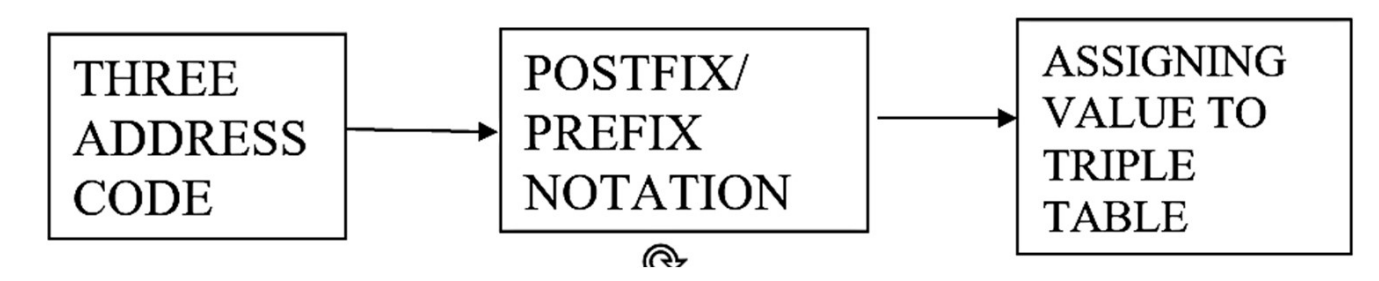 THREE
ADDRESS
CODE
POSTFIX/
PREFIX
NOTATION
ASSIGNING
VALUE TO
TRIPLE
TABLE